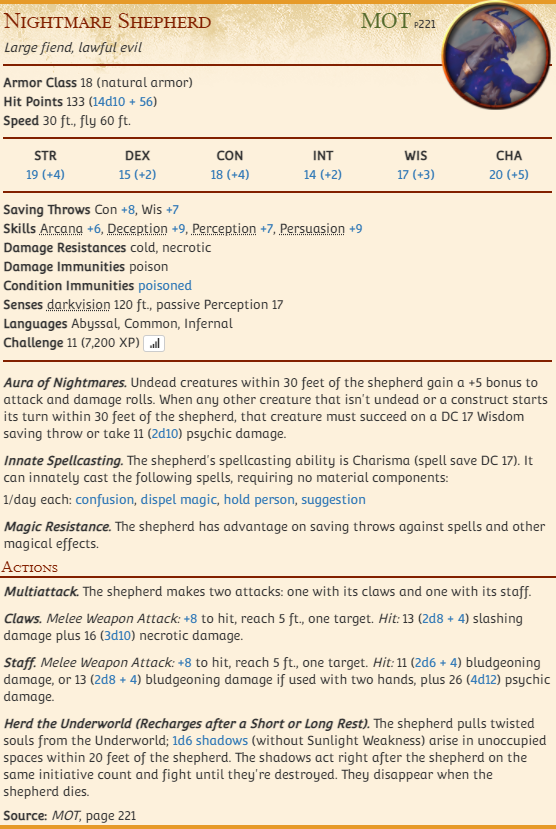 Nightmare Shepherd MOT P221
Large fiend, lawful evil
Armor Class 18 (natural armor)
Hit Points 133 (14d10 + 56)
Speed 30 ft., fly 60 ft.
STR DEX CON INT WIS CHA
19 (+4) 15 (+2) 18 (+4) 14 (+2) 17 (+3) 20 (+5)
Saving Throws Con +8, Wis +7
Skills Arcana +6, Deception +9, Perception +7, Persuasion +9
Damage Resistances cold, necrotic
Damage Immunities poison
Condition Immunities poisoned
Senses darkvision 120 ft., passive Perception 17
Languages Abyssal, Common, Infernal
Challenge 11 (7,200 XP)
Aura of Nightmares. Undead creatures within 30 feet of the shepherd gain a +5 bonus to
attack and damage rolls. When any other creature that isn't undead or a construct starts
its turn within 30 feet of the shepherd, that creature must succeed on a DC 17 Wisdom
saving throw or take 11 (2d10) psychic damage.
Innate Spellcasting. The shepherd's spellcasting ability is Charisma (spell save DC 17). It
can innately cast the following spells, requiring no material components:
1/day each: confusion, dispel magic, hold person, suggestion
Magic Resistance. The shepherd has advantage on saving throws against spells and other
magical effects.
Actions
Multiattack. The shepherd makes two attacks: one with its claws and one with its staff.
Claws. Melee Weapon Attack: +8 to hit, reach 5 ft., one target. Hit: 13 (2d8 + 4) slashing
damage plus 16 (3d10) necrotic damage.
Staff. Melee Weapon Attack: +8 to hit, reach 5 ft., one target. Hit: 11 (2d6 + 4) bludgeoning
damage, or 13 (2d8 + 4) bludgeoning damage if used with two hands, plus 26 (4d12) psychic
damage.
Herd the Underworld (Recharges after a Short or Long Rest). The shepherd pulls twisted
souls from the Underworld; 1d6 shadows (without Sunlight Weakness) arise in unoccupied
spaces within 20 feet of the shepherd. The shadows act right after the shepherd on the
same initiative count and fight until they're destroyed. They disappear when the
shepherd dies.
Source: MOT, page 221